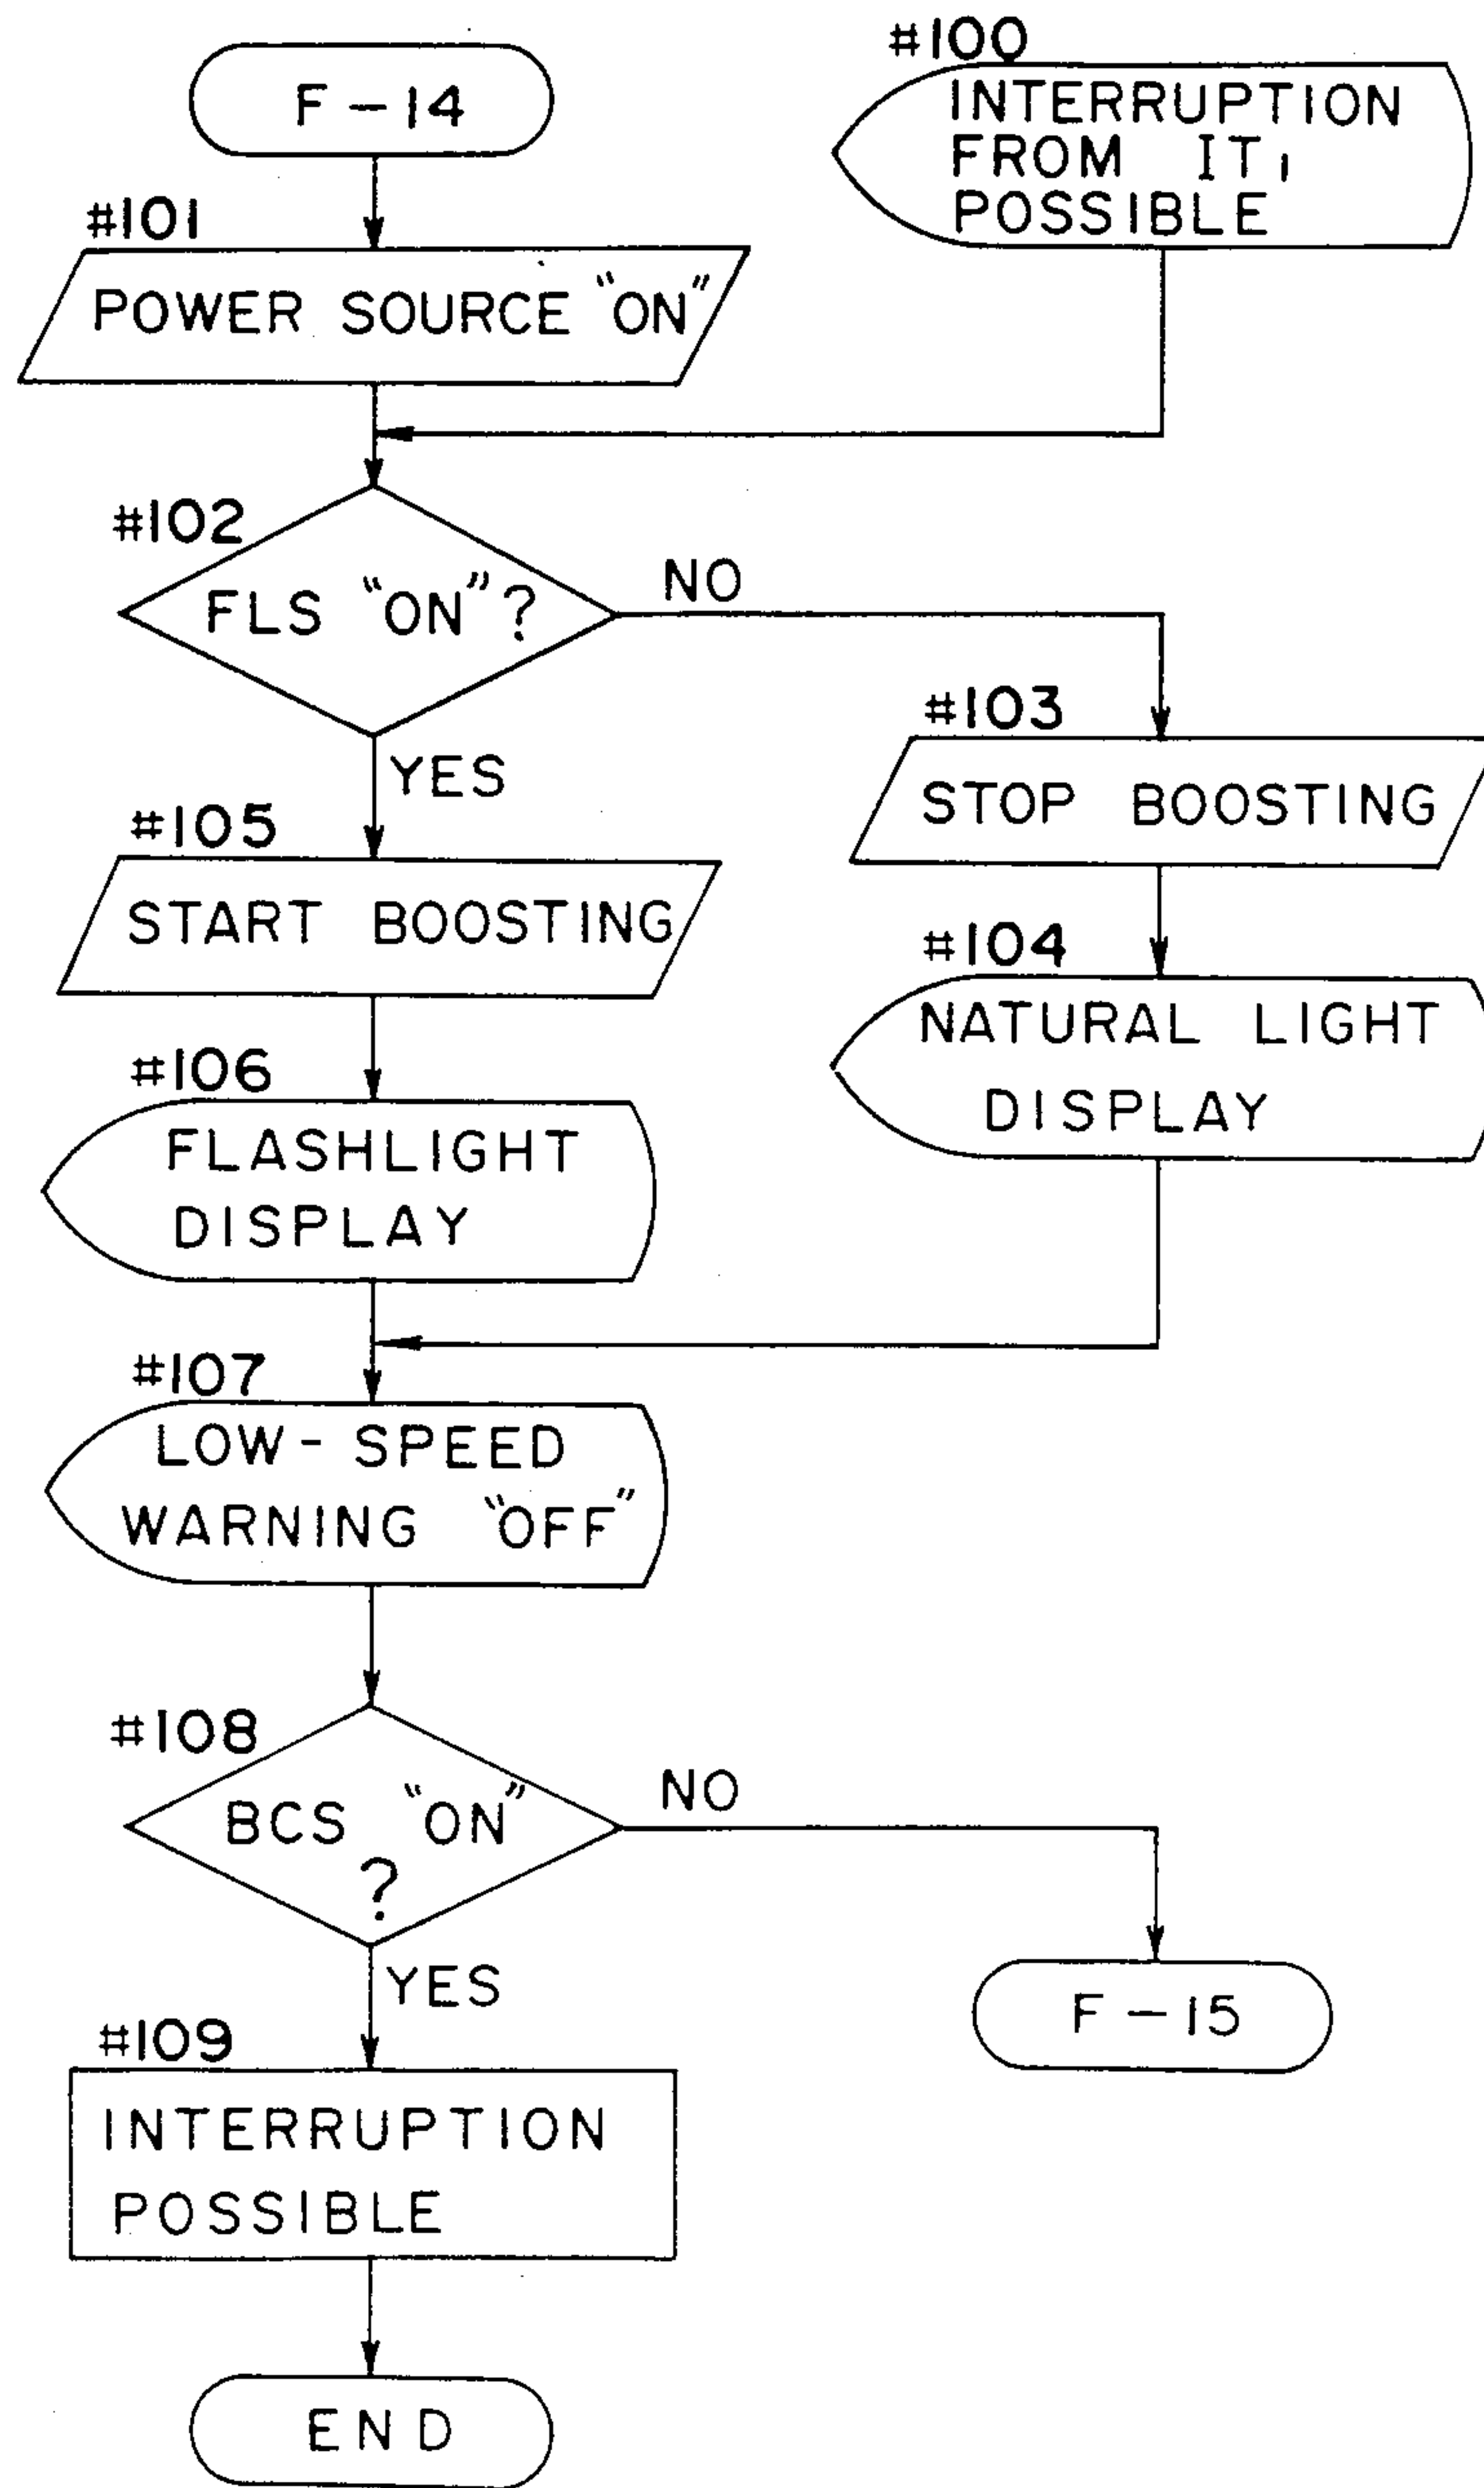 F-14
#100
INTERRUPTION
FROM IT₁
POSSIBLE
#101
POWER SOURCE "ON"
#102
FLS "ON"?
NO
YES
#103
STOP BOOSTING
#105
START BOOSTING
#104
NATURAL LIGHT
DISPLAY
#106
FLASHLIGHT
DISPLAY
#107
LOW-SPEED
WARNING "OFF"
#108
BCS "ON"
?
NO
YES
F-15
#109
INTERRUPTION
POSSIBLE
END